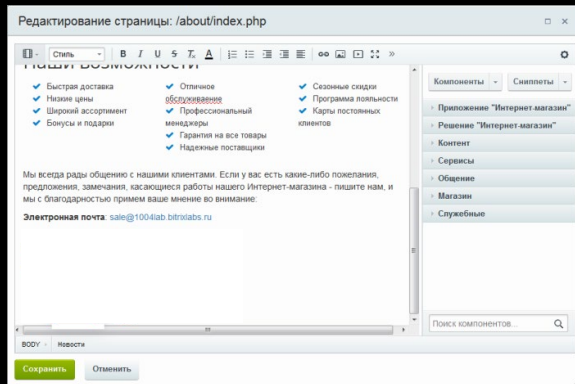 Редактирование страницы: /about/index.php
Стиль
B I U S Tx A
Наши возможности
Быстрая доставка
Низкие цены
Широкий ассортимент
Бонусы и подарки
Отличное
обслуживаение
Профессиональный
менеджеры
Гарантия на все товары
Надежные поставщики
Сезонные скидки
Программа лояльности
Карты постоянных
клиентов
Мы всегда рады общению с нашими клиентами. Если у вас есть какие-либо пожелания,
предложения, замечания, касающиеся работы нашего Интернет-магазина - пишите нам, и
мы с благодарностью примем ваше мнение во внимание:
Электронная почта: sale@1004lab.bitrixlabs.ru
BODY
Новости
Компоненты
Сниппеты
Приложение "Интернет-магазин"
Решение "Интернет-магазин"
Контент
Сервисы
Общение
Магазин
Служебные
Поиск компонентов...
Сохранить
Отменить